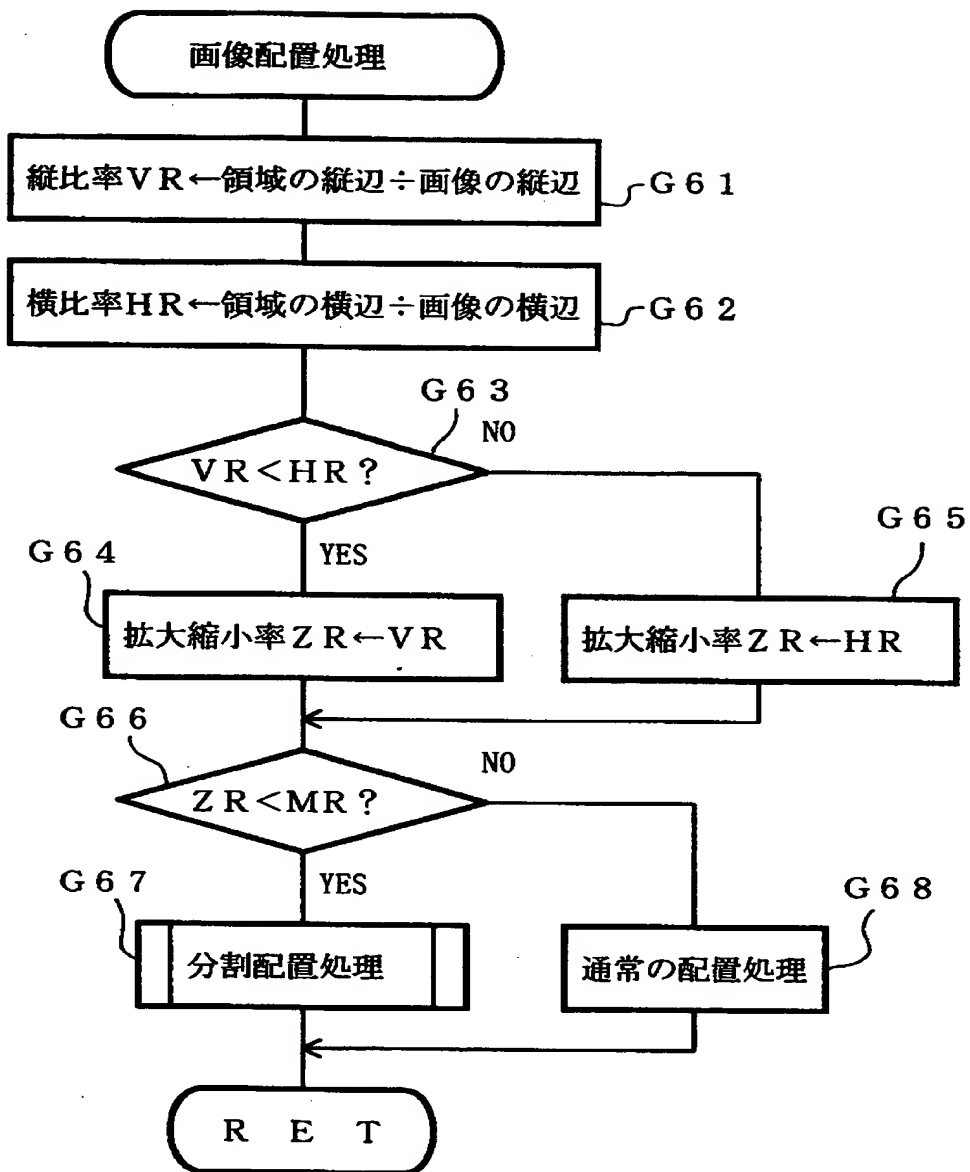 画像配置処理
縦比率VR←領域の縦辺÷画像の縦辺
G61
横比率HR←領域の横辺÷画像の横辺
G62
G63
VR<HR?
NO
YES
G64
拡大縮小率ZR←VR
G65
拡大縮小率ZR←HR
G66
ZR<MR?
NO
YES
G67
分割配置処理
G68
通常の配置処理
RET